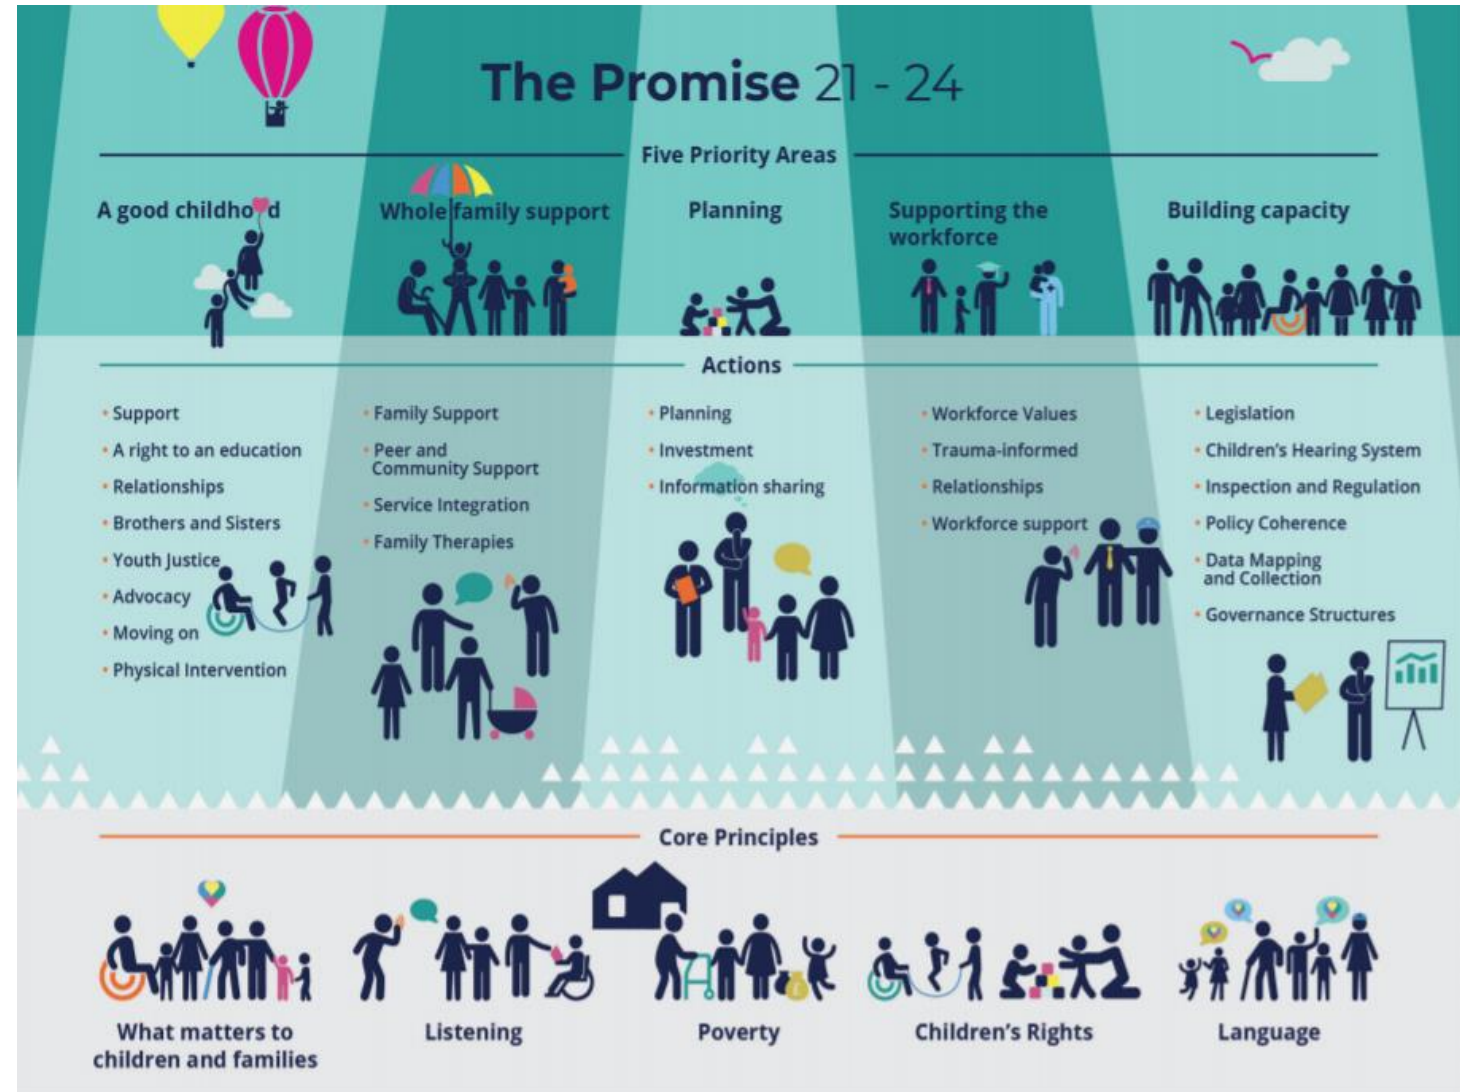 The Promise 21 - 24
Five Priority Areas
A good childhood
Whole family support
Planning
Supporting the
workforce
Building capacity
Actions
• Support
• A right to an education
• Relationships
• Brothers and Sisters
• Youth Justice
• Advocacy
• Moving on
• Physical Intervention
• Family Support
• Peer and
Community Support
• Service Integration
• Family Therapies
• Planning
• Investment
• Information sharing
• Workforce Values
• Trauma-informed
• Relationships
• Workforce support
• Legislation
• Children's Hearing System
• Inspection and Regulation
• Policy Coherence
• Data Mapping
and Collection
• Governance Structures
Core Principles
What matters to
children and families
Listening
Poverty
Children's Rights
Language